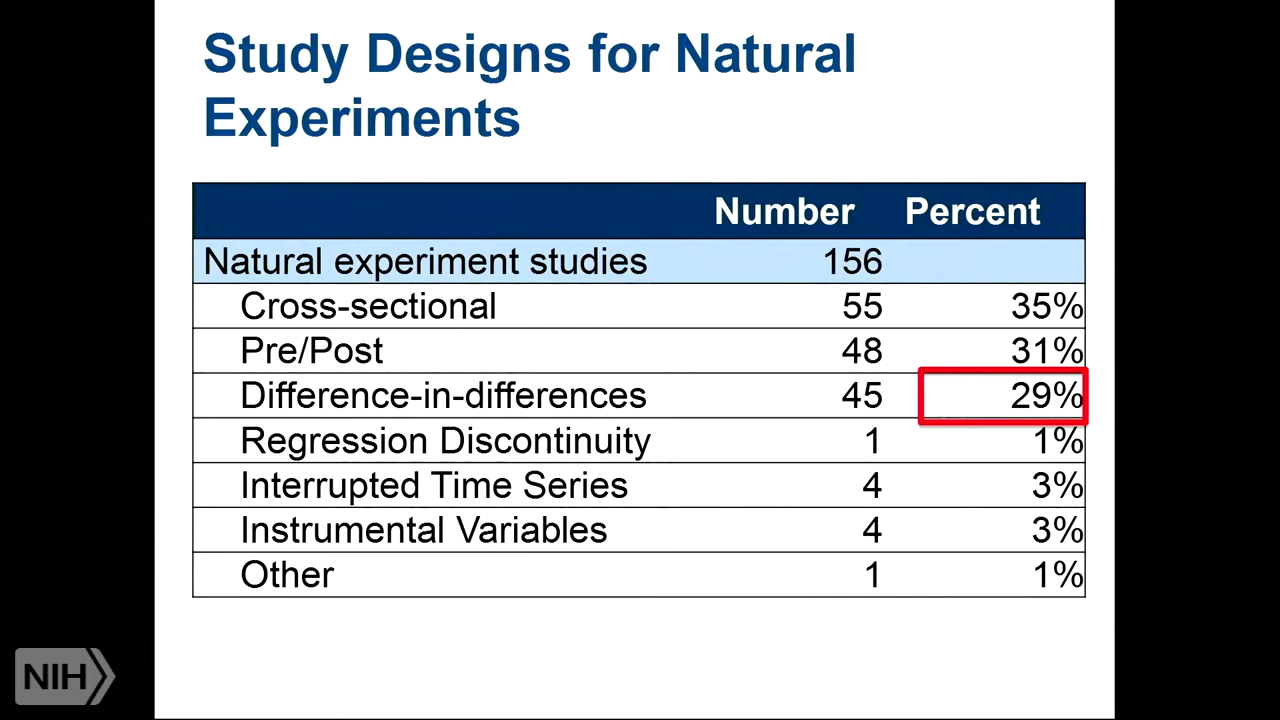 Study Designs for Natural
Experiments
Number Percent
Natural experiment studies 156
Cross-sectional 55 35%
Pre/Post 48 31%
Difference-in-differences 45 29%
Regression Discontinuity 1 1%
Interrupted Time Series 4 3%
Instrumental Variables 4 3%
Other 1 1%
NIH